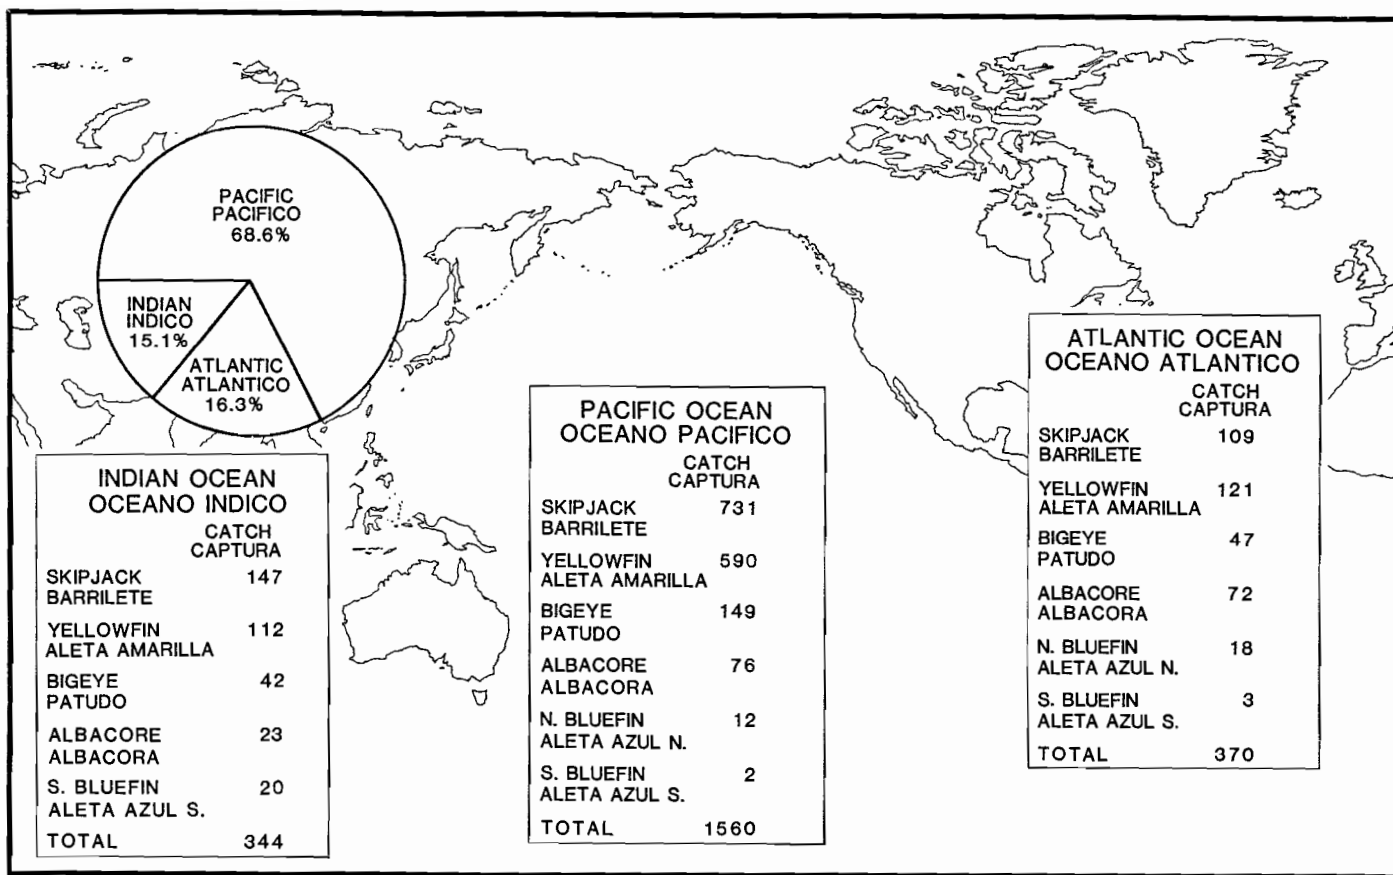 PACIFIC
PACIFICO
68.6%
INDIAN
INDICO
15.1%
ATLANTIC
ATLANTICO
16.3%
INDIAN OCEAN
OCEANO INDICO
CATCH
CAPTURA
SKIPJACK 147
BARRILETE
YELLOWFIN 112
ALETA AMARILLA
BIGEYE 42
PATUDO
ALBACORE 23
ALBACORA
S. BLUEFIN 20
ALETA AZUL S.
TOTAL 344
PACIFIC OCEAN
OCEANO PACIFICO
CATCH
CAPTURA
SKIPJACK 731
BARRILETE
YELLOWFIN 590
ALETA AMARILLA
BIGEYE 149
PATUDO
ALBACORE 76
ALBACORA
N. BLUEFIN 12
ALETA AZUL N.
S. BLUEFIN 2
ALETA AZUL S.
TOTAL 1560
ATLANTIC OCEAN
OCEANO ATLANTICO
CATCH
CAPTURA
SKIPJACK 109
BARRILETE
YELLOWFIN 121
ALETA AMARILLA
BIGEYE 47
PATUDO
ALBACORE 72
ALBACORA
N. BLUEFIN 18
ALETA AZUL N.
S. BLUEFIN 3
ALETA AZUL S.
TOTAL 370